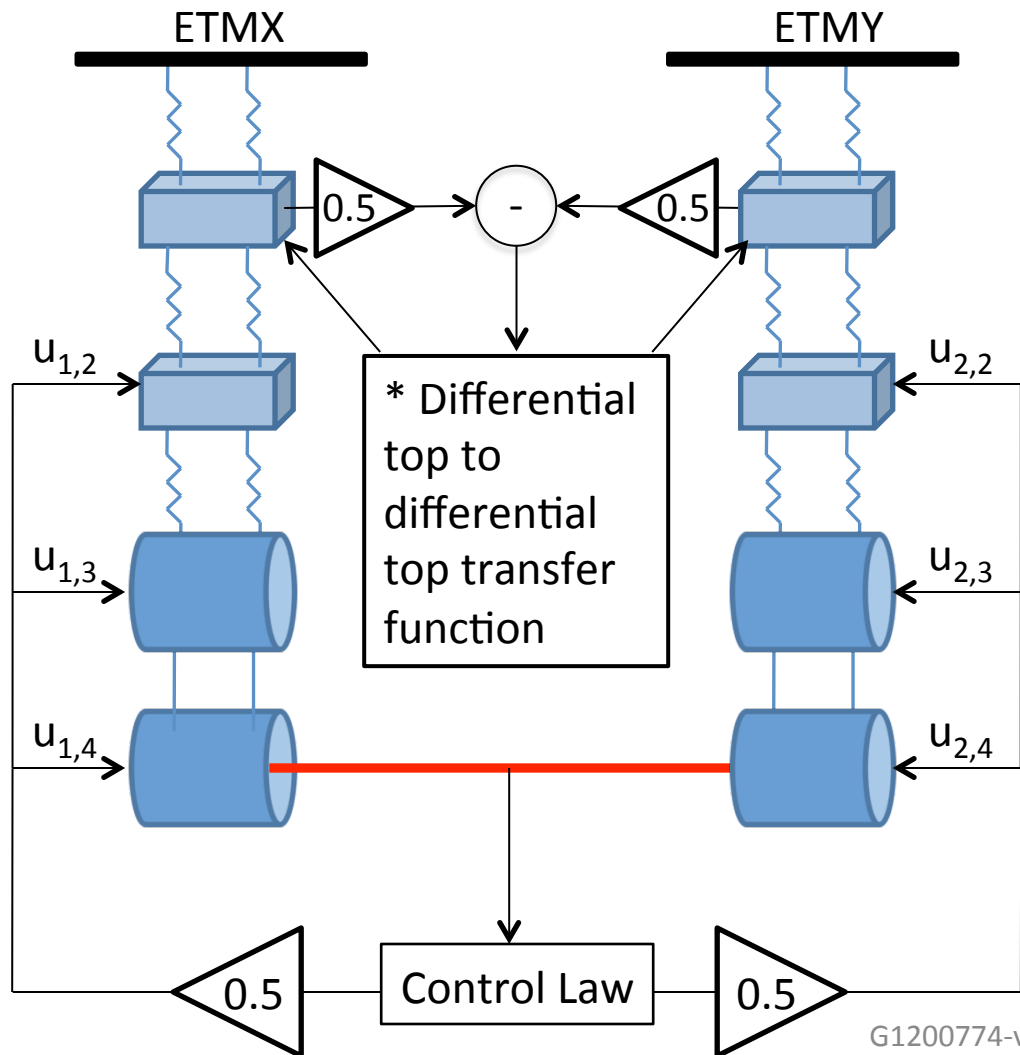 ETMX
ETMY
0.5
-
0.5
u1,2
u2,2
* Differential
top to
differential
top transfer
function
u1,3
u2,3
u1,4
u2,4
0.5
Control Law
0.5
G1200774-v